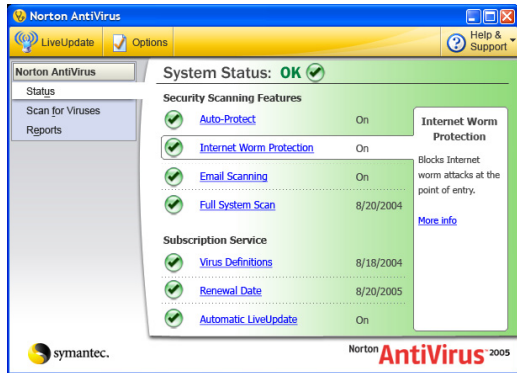 Norton AntiVirus
LiveUpdate
Options
Help & Support
Norton AntiVirus
Status
Scan for Viruses
Reports
System Status: OK
Security Scanning Features
Auto-Protect On
Internet Worm Protection On
Email Scanning On
Full System Scan 8/20/2004
Subscription Service
Virus Definitions 8/18/2004
Renewal Date 8/20/2005
Automatic LiveUpdate On
Internet Worm
Protection
Blocks Internet
worm attacks at the
point of entry.
More info
symantec.
Norton AntiVirus 2005